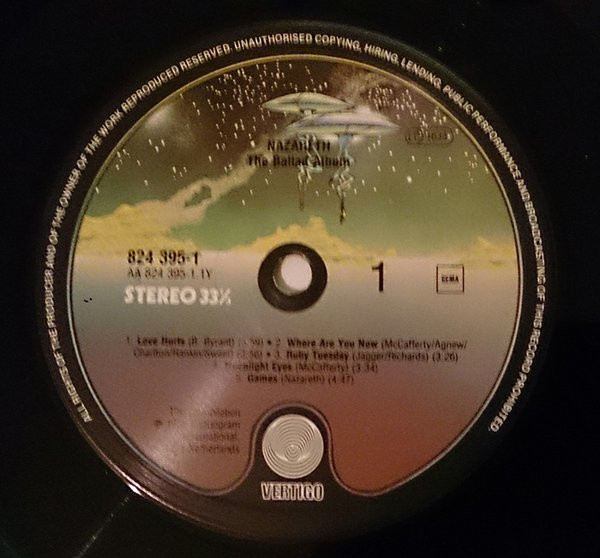 ALL RIGHTS OF THE PRODUCER AND OF THE OWNER OF THE WORK REPRODUCED RESERVED. UNAUTHORISED COPYING, HIRING, LENDING, PUBLIC PERFORMANCE AND BROADCASTING OF THIS RECORD PROHIBITED.
NAZARETH
The Ballad Album
824 395-1
AA 824 395-1 1Y
STEREO 33⅓
1
1. Love Hurts (B. Bryant) • 2. Where Are You Now (McCafferty/Agnew/
Charlton/Rankin/Sweet) • 3. Ruby Tuesday (Jagger/Richards) (3:26)
Moonlight Eyes (McCafferty) (3:34)
5. Games (Nazareth) (4:47)
Netherlands
VERTIGO